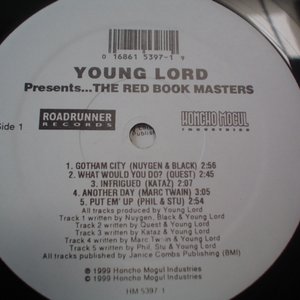 0 16861 5397-1 9
YOUNG LORD
Presents...THE RED BOOK MASTERS
ROADRUNNER
RECORDS
HONCHO MOGUL
INDUSTRIES
Side 1
1. GOTHAM CITY (NUYGEN & BLACK) 2:56
2. WHAT WOULD YOU DO? (QUEST) 3:45
3. INTRIGUED (KATAZ) 2:07
4. ANOTHER DAY (MARC TWAIN) 3:05
5. PUT EM' UP (PHIL & STU) 2:52
All tracks produced by Young Lord
Track 1 written by Nuygen, Black & Young Lord
Track 2 written by Quest & Young Lord
Track 3 written by Kataz & Young Lord
Track 4 written by Marc Twain & Young Lord
Track 5 written by Phil, Stu & Young Lord
All tracks published by Janice Combs Publishing (BMI)
℗ 1999 Honcho Mogul Industries
© 1999 Honcho Mogul Industries
HM 5397-1